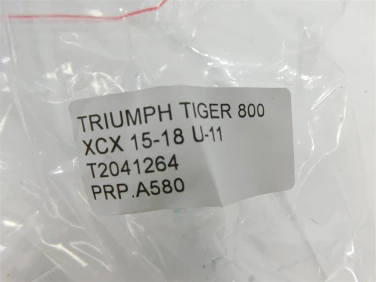 TRIUMPH TIGER 800
XCX 15-18 U-11
T2041264
PRP.A580